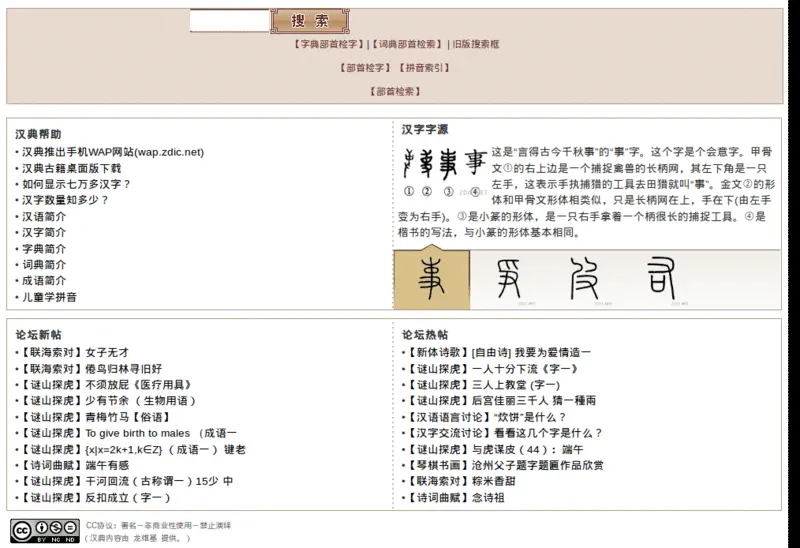 搜 索
【字典部首检字】|【词典部首检索】 | 旧版搜索框
【部首检字】【拼音索引】
【部首检索】
汉典帮助
• 汉典推出手机WAP网站(wap.zdic.net)
• 汉典古籍桌面版下载
• 如何显示七万多汉字？
• 汉字数量知多少？
• 汉语简介
• 汉字简介
• 字典简介
• 词典简介
• 成语简介
• 儿童学拼音
汉字字源
事
① ② ③ ④
这是“言得古今千秋事”的“事”字。这个字是个会意字。甲骨
文①的右上边是一个捕捉禽兽的长柄网，其左下角是一只
左手，这表示手执捕猎的工具去田猎就叫“事”。金文②的形
体和甲骨文形体相类似，只是长柄网在上，手在下(由左手
变为右手)。③是小篆的形体，是一只右手拿着一个柄很长的捕捉工具。④是
楷书的写法，与小篆的形体基本相同。
论坛新帖
•【联海索对】女子无才
•【联海索对】倦鸟归林寻旧好
•【谜山探虎】不须放屁《医疗用具》
•【谜山探虎】少有节余（ 生物用语）
•【谜山探虎】青梅竹马【俗语】
•【谜山探虎】To give birth to males （成语一
•【谜山探虎】{x|x=2k+1,k∈Z} （成语一 ） 键老
•【诗词曲赋】端午有感
•【谜山探虎】干河回流（古称谓一）15少 中
•【谜山探虎】反扣成立（字一）
论坛热帖
•【新体诗歌】[自由诗] 我要为爱情造一
•【谜山探虎】一人十分下流《字一》
•【谜山探虎】三人上教堂 (字一)
•【谜山探虎】后宫佳丽三千人 猜一種兩
•【汉语语言讨论】“炊饼”是什么？
•【汉字交流讨论】看看这几个字是什么？
•【谜山探虎】与虎谋皮（ 44 ）：端午
•【琴棋书画】沧州父子题字题匾作品欣赏
•【联海索对】粽米香甜
•【诗词曲赋】念诗祖
CC协议：署名－非商业性使用－禁止演绎
（ 汉典内容由 龙维基 提供。）
cc
BY NC ND